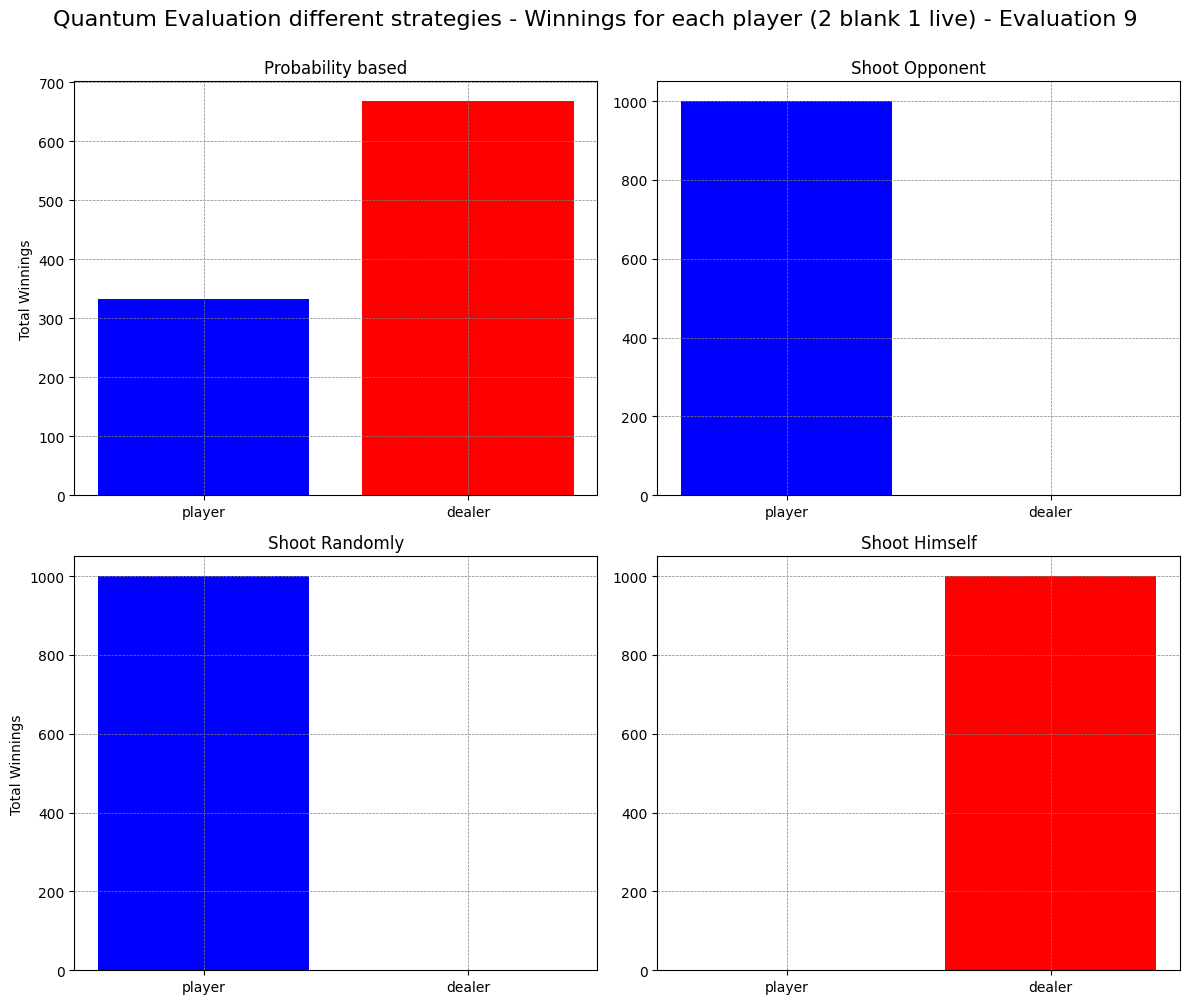 Quantum Evaluation different strategies - Winnings for each player (2 blank 1 live) - Evaluation 9
Probability based
700
600
500
400
300
200
100
0
Total Winnings
player
dealer
Shoot Opponent
1000
800
600
400
200
0
player
dealer
Shoot Randomly
1000
800
600
400
200
0
Total Winnings
player
dealer
Shoot Himself
1000
800
600
400
200
0
player
dealer